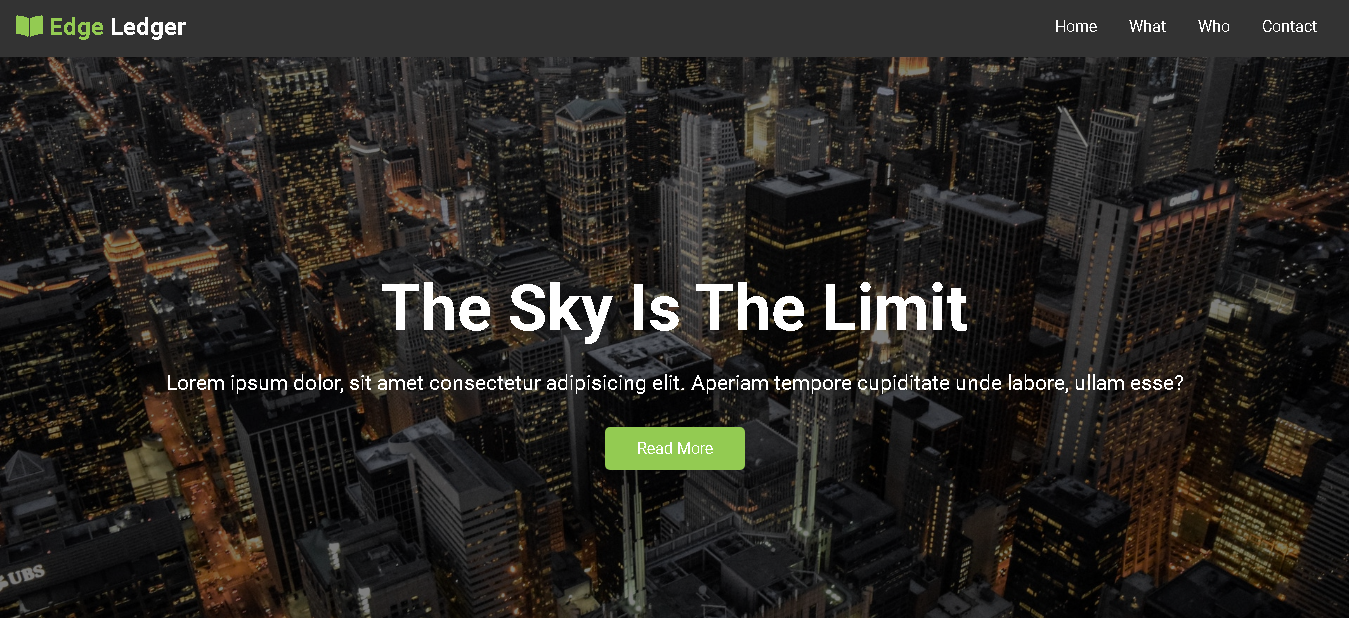 Edge Ledger
Home What Who Contact
The Sky Is The Limit
Lorem ipsum dolor, sit amet consectetur adipisicing elit. Aperiam tempore cupiditate unde labore, ullam esse?
Read More
UBS